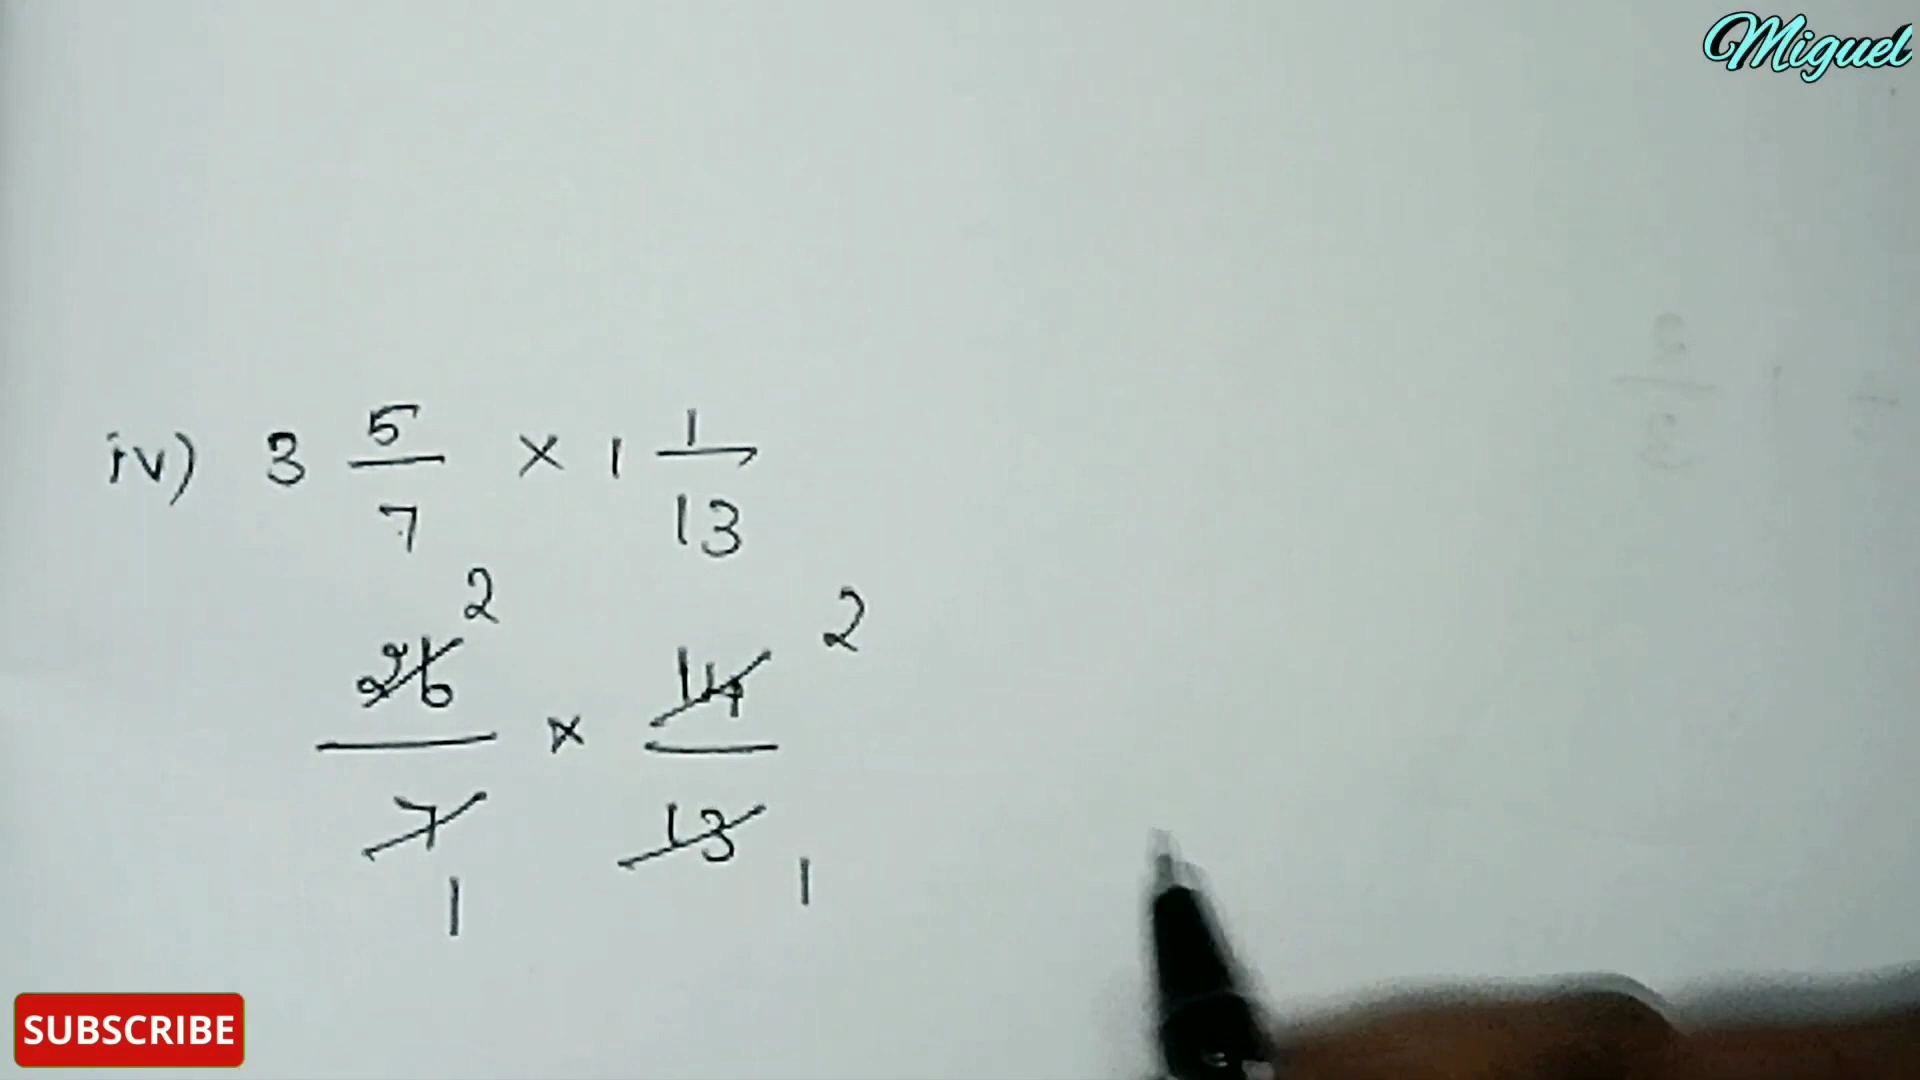 Miguel
iv) 3 5/7 × 1 1/13
26/7 × 14/13
2 2
1 1
SUBSCRIBE